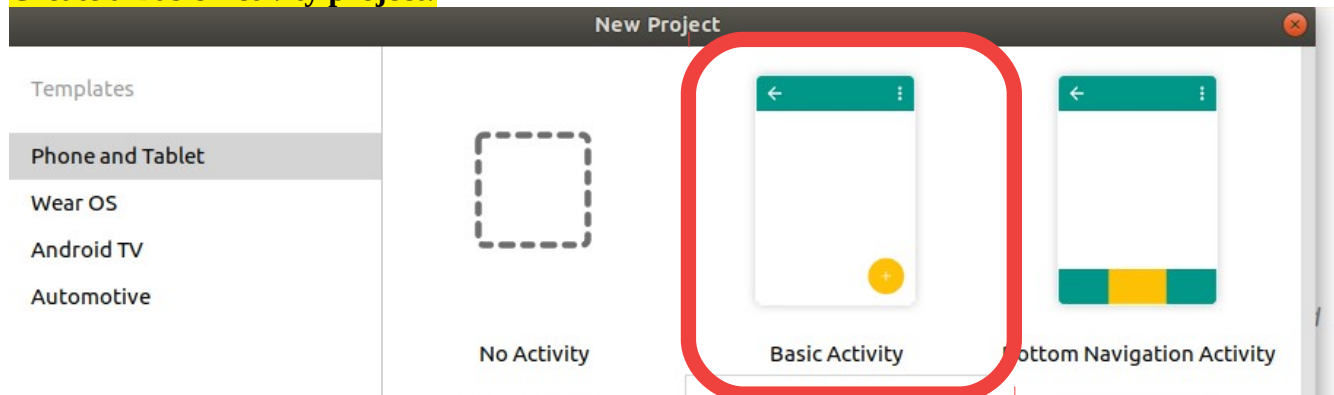 New Project
Templates
Phone and Tablet
Wear OS
Android TV
Automotive
No Activity
Basic Activity
ottom Navigation Activity